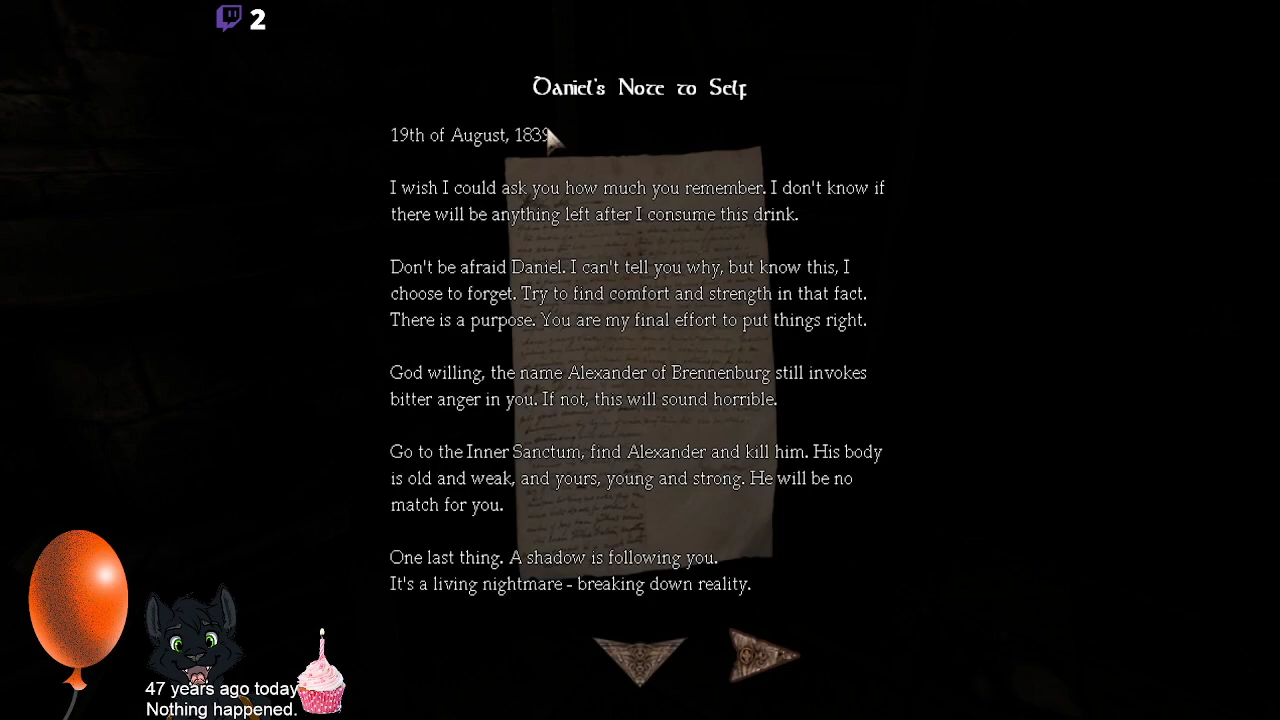 2
Daniel's Note to Self
19th of August, 1839
I wish I could ask you how much you remember. I don't know if
there will be anything left after I consume this drink.
Don't be afraid Daniel. I can't tell you why, but know this, I
choose to forget. Try to find comfort and strength in that fact.
There is a purpose. You are my final effort to put things right.
God willing, the name Alexander of Brennenburg still invokes
bitter anger in you. If not, this will sound horrible.
Go to the Inner Sanctum, find Alexander and kill him. His body
is old and weak, and yours, young and strong. He will be no
match for you.
One last thing. A shadow is following you.
It's a living nightmare - breaking down reality.
47 years ago today
Nothing happened.